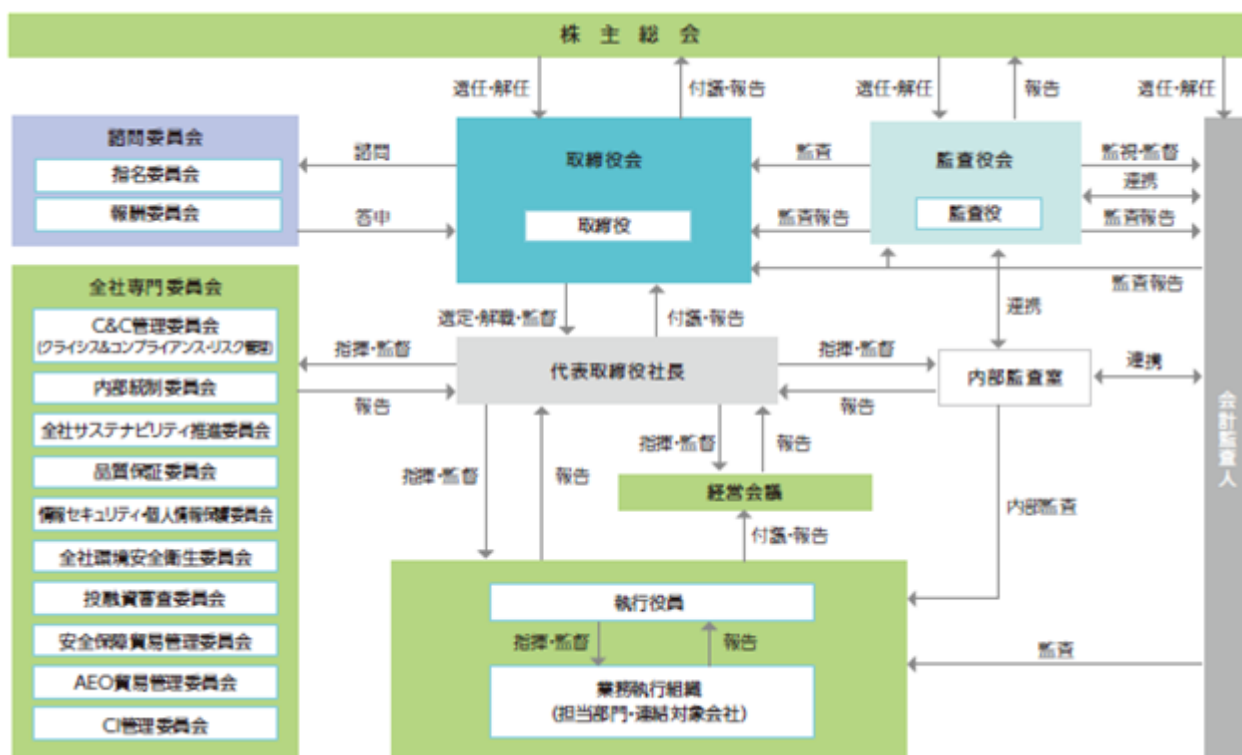 株主総会
選任・解任
付議・報告
選任・解任
報告
選任・解任
諮問委員会
指名委員会
報酬委員会
諮問
答申
取締役会
取締役
監査
監査報告
監査役会
監査役
監視・監督
連携
監査報告
監査報告
全社専門委員会
C&C管理委員会
(クライシス&コンプライアンス・リスク管理)
内部統制委員会
全社サステナビリティ推進委員会
品質保証委員会
情報セキュリティ・個人情報保護委員会
全社環境安全衛生委員会
投融資審査委員会
安全保障貿易管理委員会
AEO貿易管理委員会
CI管理委員会
選定・解職・監督
付議・報告
連携
指揮・監督
報告
代表取締役社長
指揮・監督
報告
内部監査室
連携
会計監査人
指揮・監督
報告
指揮・監督
報告
経営会議
内部監査
付議・報告
執行役員
指揮・監督
報告
監査
業務執行組織
(担当部門・連結対象会社)